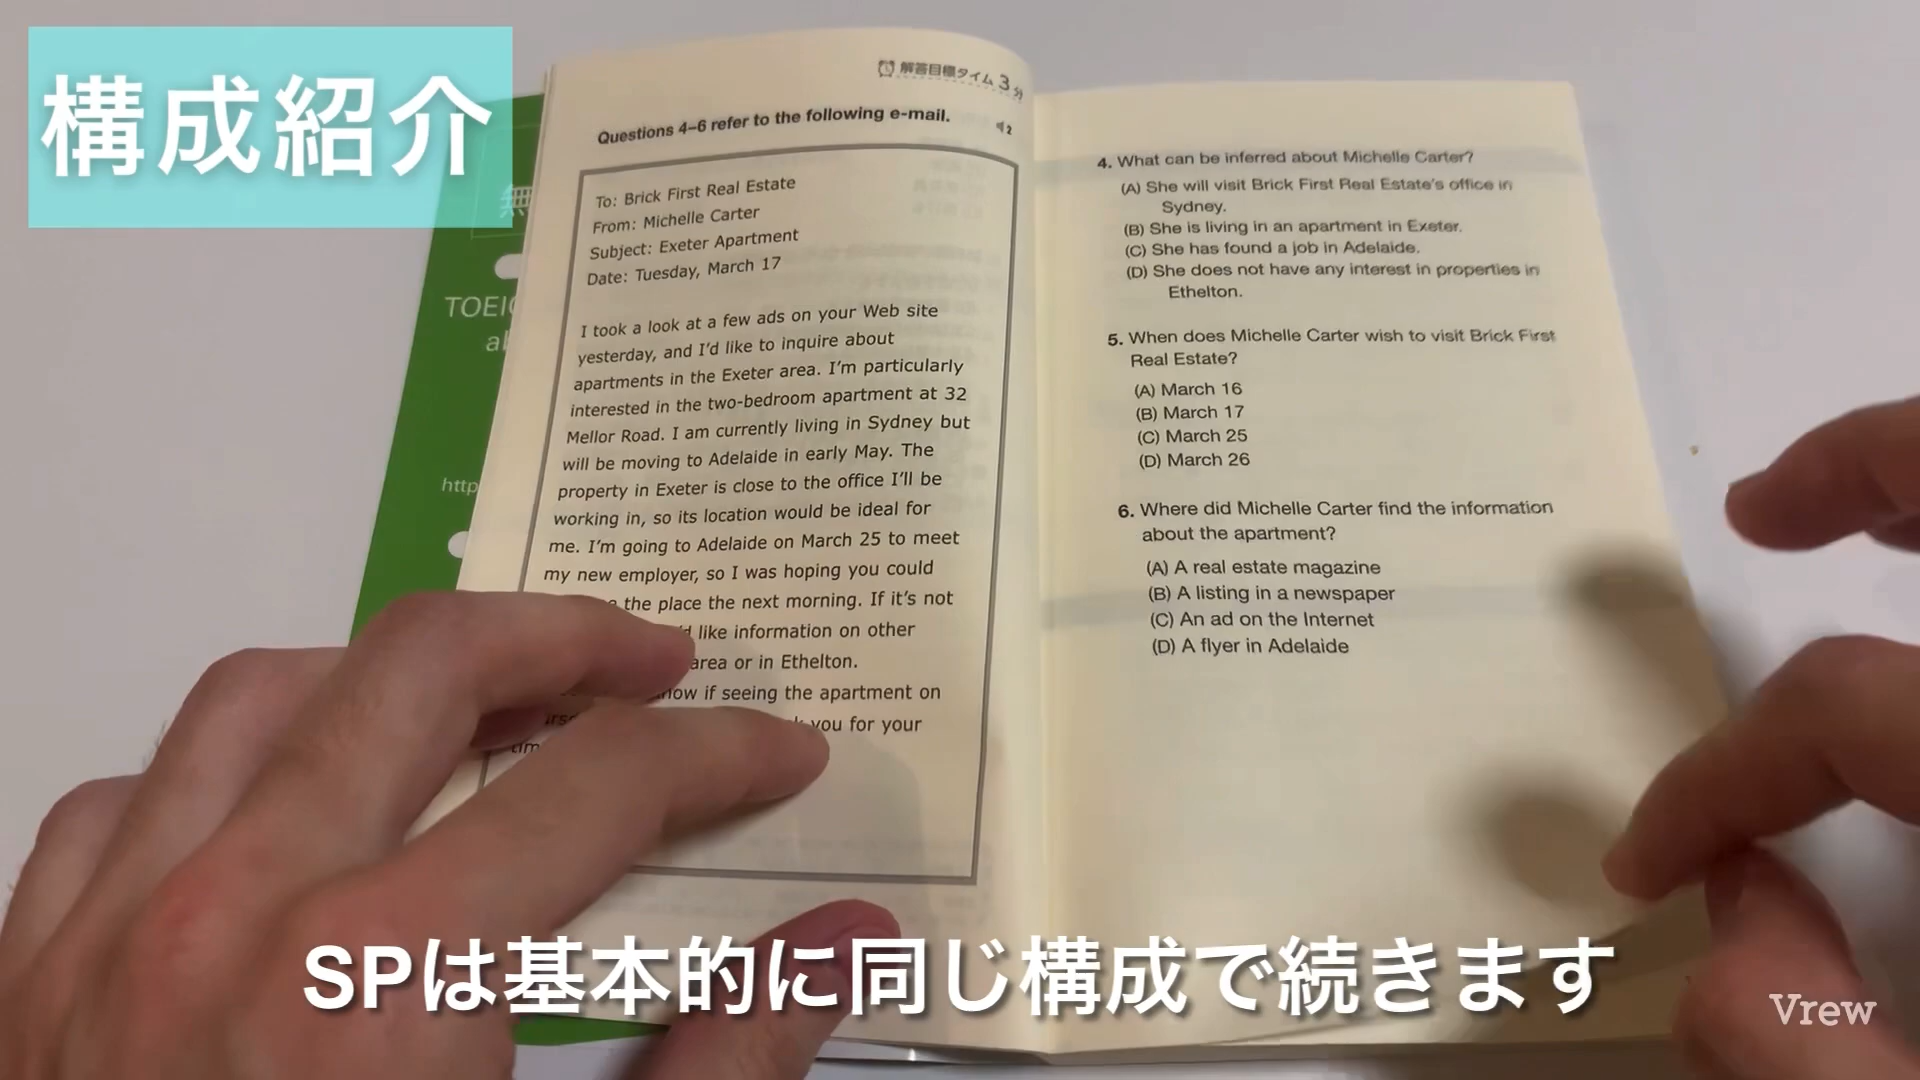 構成紹介
無
TOEIC
http
解答目標タイム 3 分
Questions 4–6 refer to the following e-mail.
2
To: Brick First Real Estate
From: Michelle Carter
Subject: Exeter Apartment
Date: Tuesday, March 17
I took a look at a few ads on your Web site
yesterday, and I'd like to inquire about
apartments in the Exeter area. I'm particularly
interested in the two-bedroom apartment at 32
Mellor Road. I am currently living in Sydney but
will be moving to Adelaide in early May. The
property in Exeter is close to the office I'll be
working in, so its location would be ideal for
me. I'm going to Adelaide on March 25 to meet
my new employer, so I was hoping you could
the place the next morning. If it's not
like information on other
area or in Ethelton.
if seeing the apartment on
you for your
4. What can be inferred about Michelle Carter?
(A) She will visit Brick First Real Estate's office in
Sydney.
(B) She is living in an apartment in Exeter.
(C) She has found a job in Adelaide.
(D) She does not have any interest in properties in
Ethelton.
5. When does Michelle Carter wish to visit Brick First
Real Estate?
(A) March 16
(B) March 17
(C) March 25
(D) March 26
6. Where did Michelle Carter find the information
about the apartment?
(A) A real estate magazine
(B) A listing in a newspaper
(C) An ad on the Internet
(D) A flyer in Adelaide
SPは基本的に同じ構成で続きます
Vrew